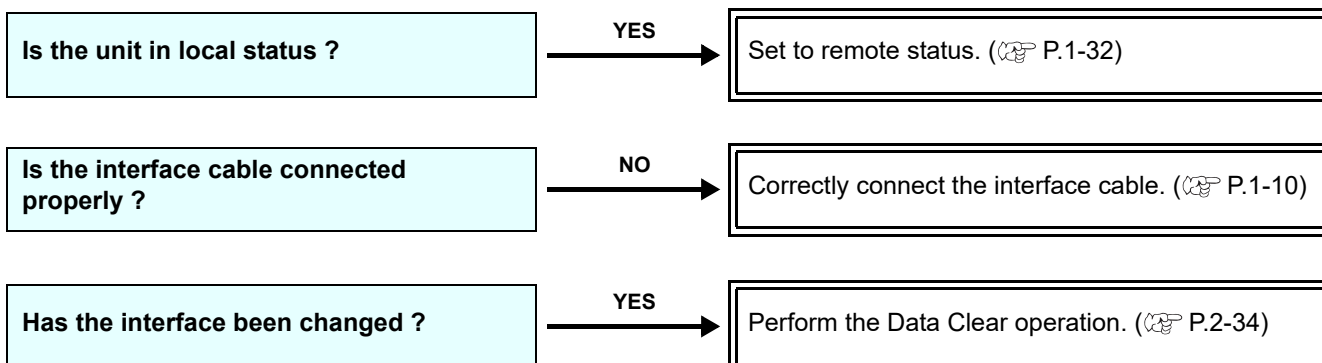 Is the unit in local status ?
YES
Set to remote status. (☞ P.1-32)
Is the interface cable connected
properly ?
NO
Correctly connect the interface cable. (☞ P.1-10)
Has the interface been changed ?
YES
Perform the Data Clear operation. (☞ P.2-34)